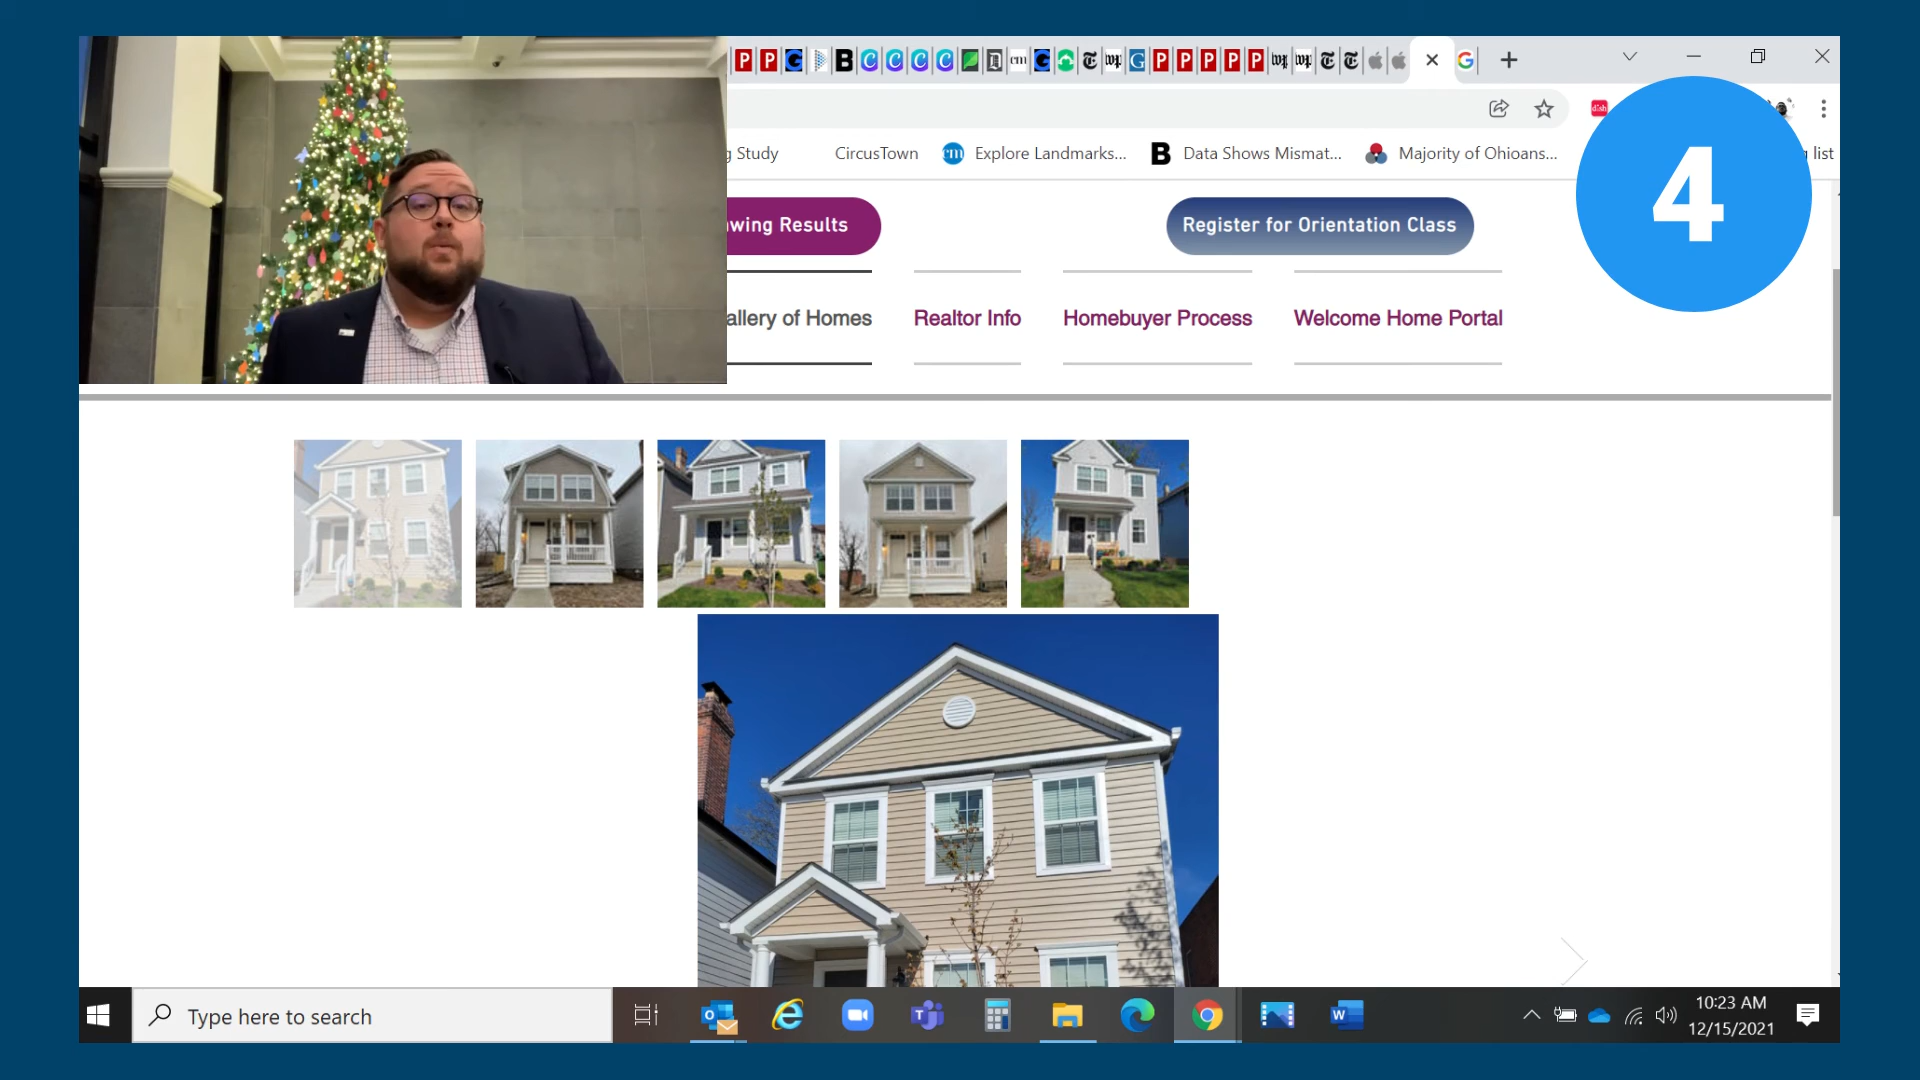 g Study
CircusTown
cm
Explore Landmarks...
B
Data Shows Mismat...
Majority of Ohioans...
list
dish
4
wing Results
Register for Orientation Class
allery of Homes
Realtor Info
Homebuyer Process
Welcome Home Portal
Type here to search
10:23 AM
12/15/2021